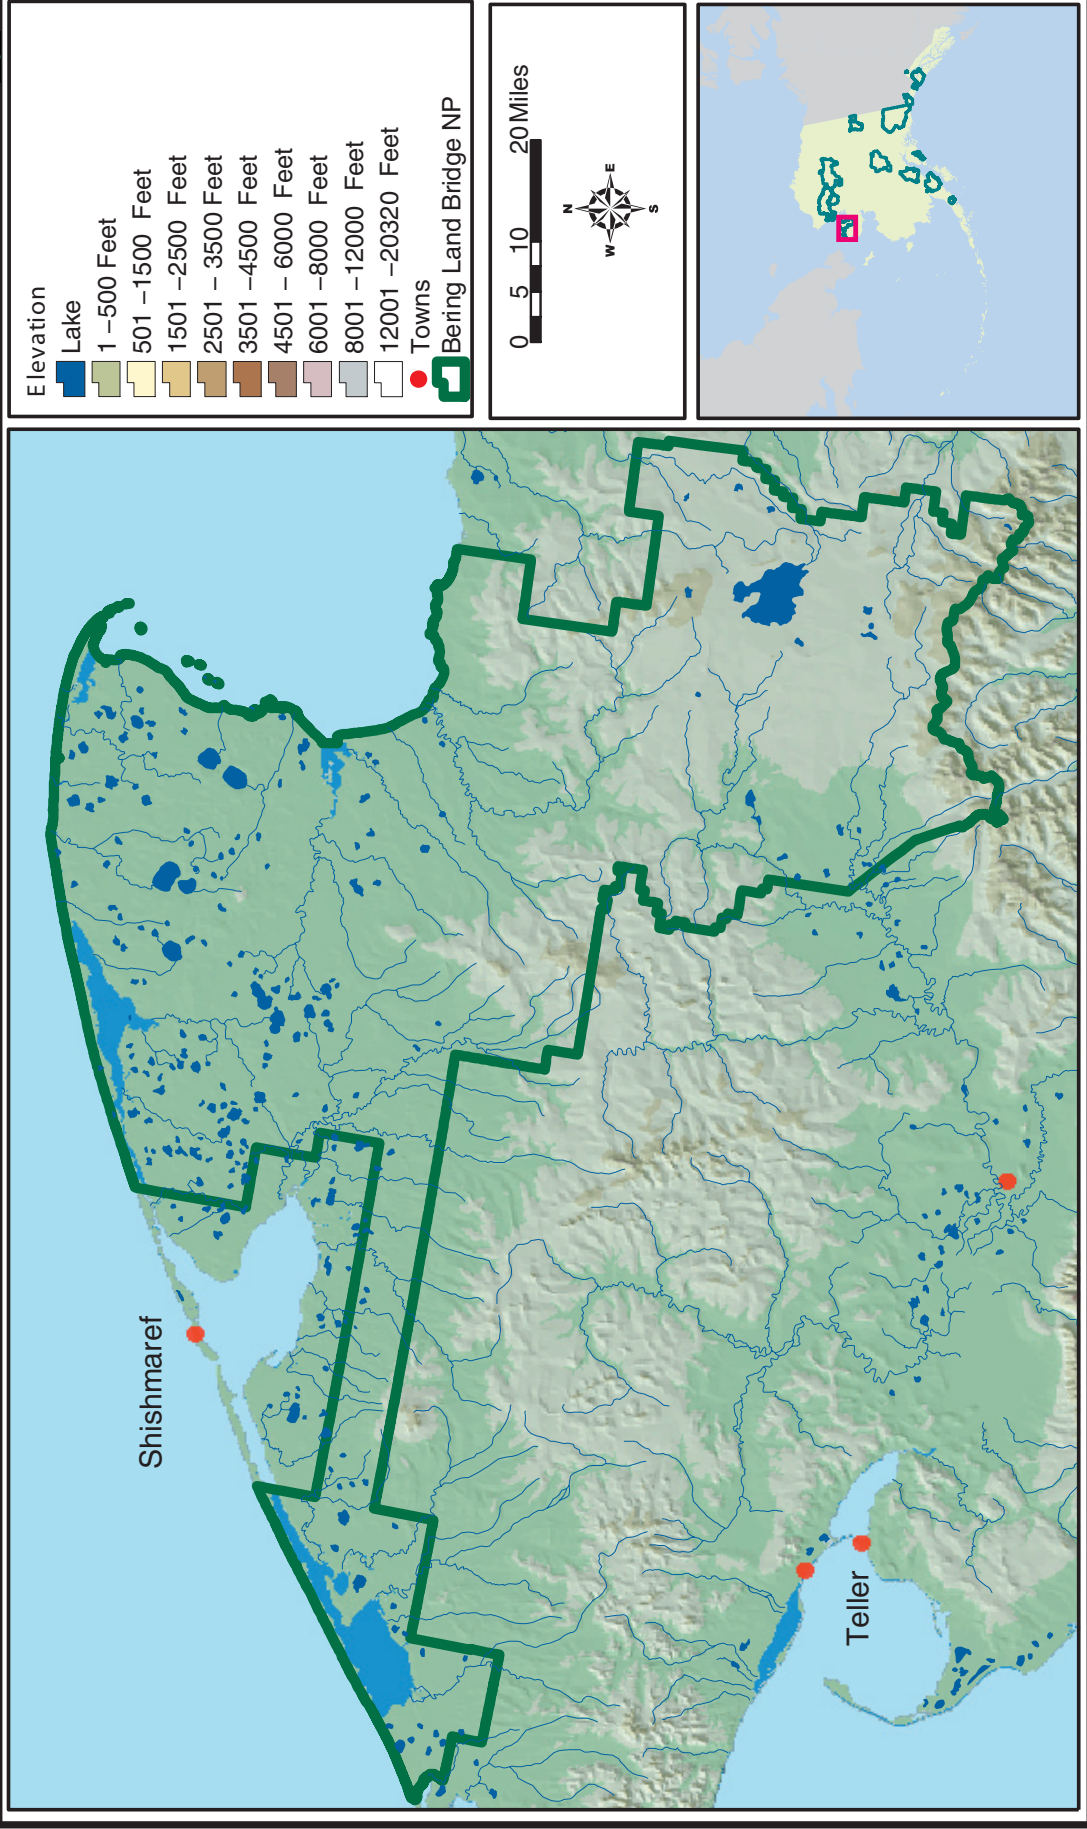 Shishmaref
Teller
Elevation
Lake
1 –500 Feet
501 –1500 Feet
1501 –2500 Feet
2501 – 3500 Feet
3501 –4500 Feet
4501 – 6000 Feet
6001 –8000 Feet
8001 –12000 Feet
12001 –20320 Feet
Towns
Bering Land Bridge NP
0 5 10 20 Miles
N
W E
S